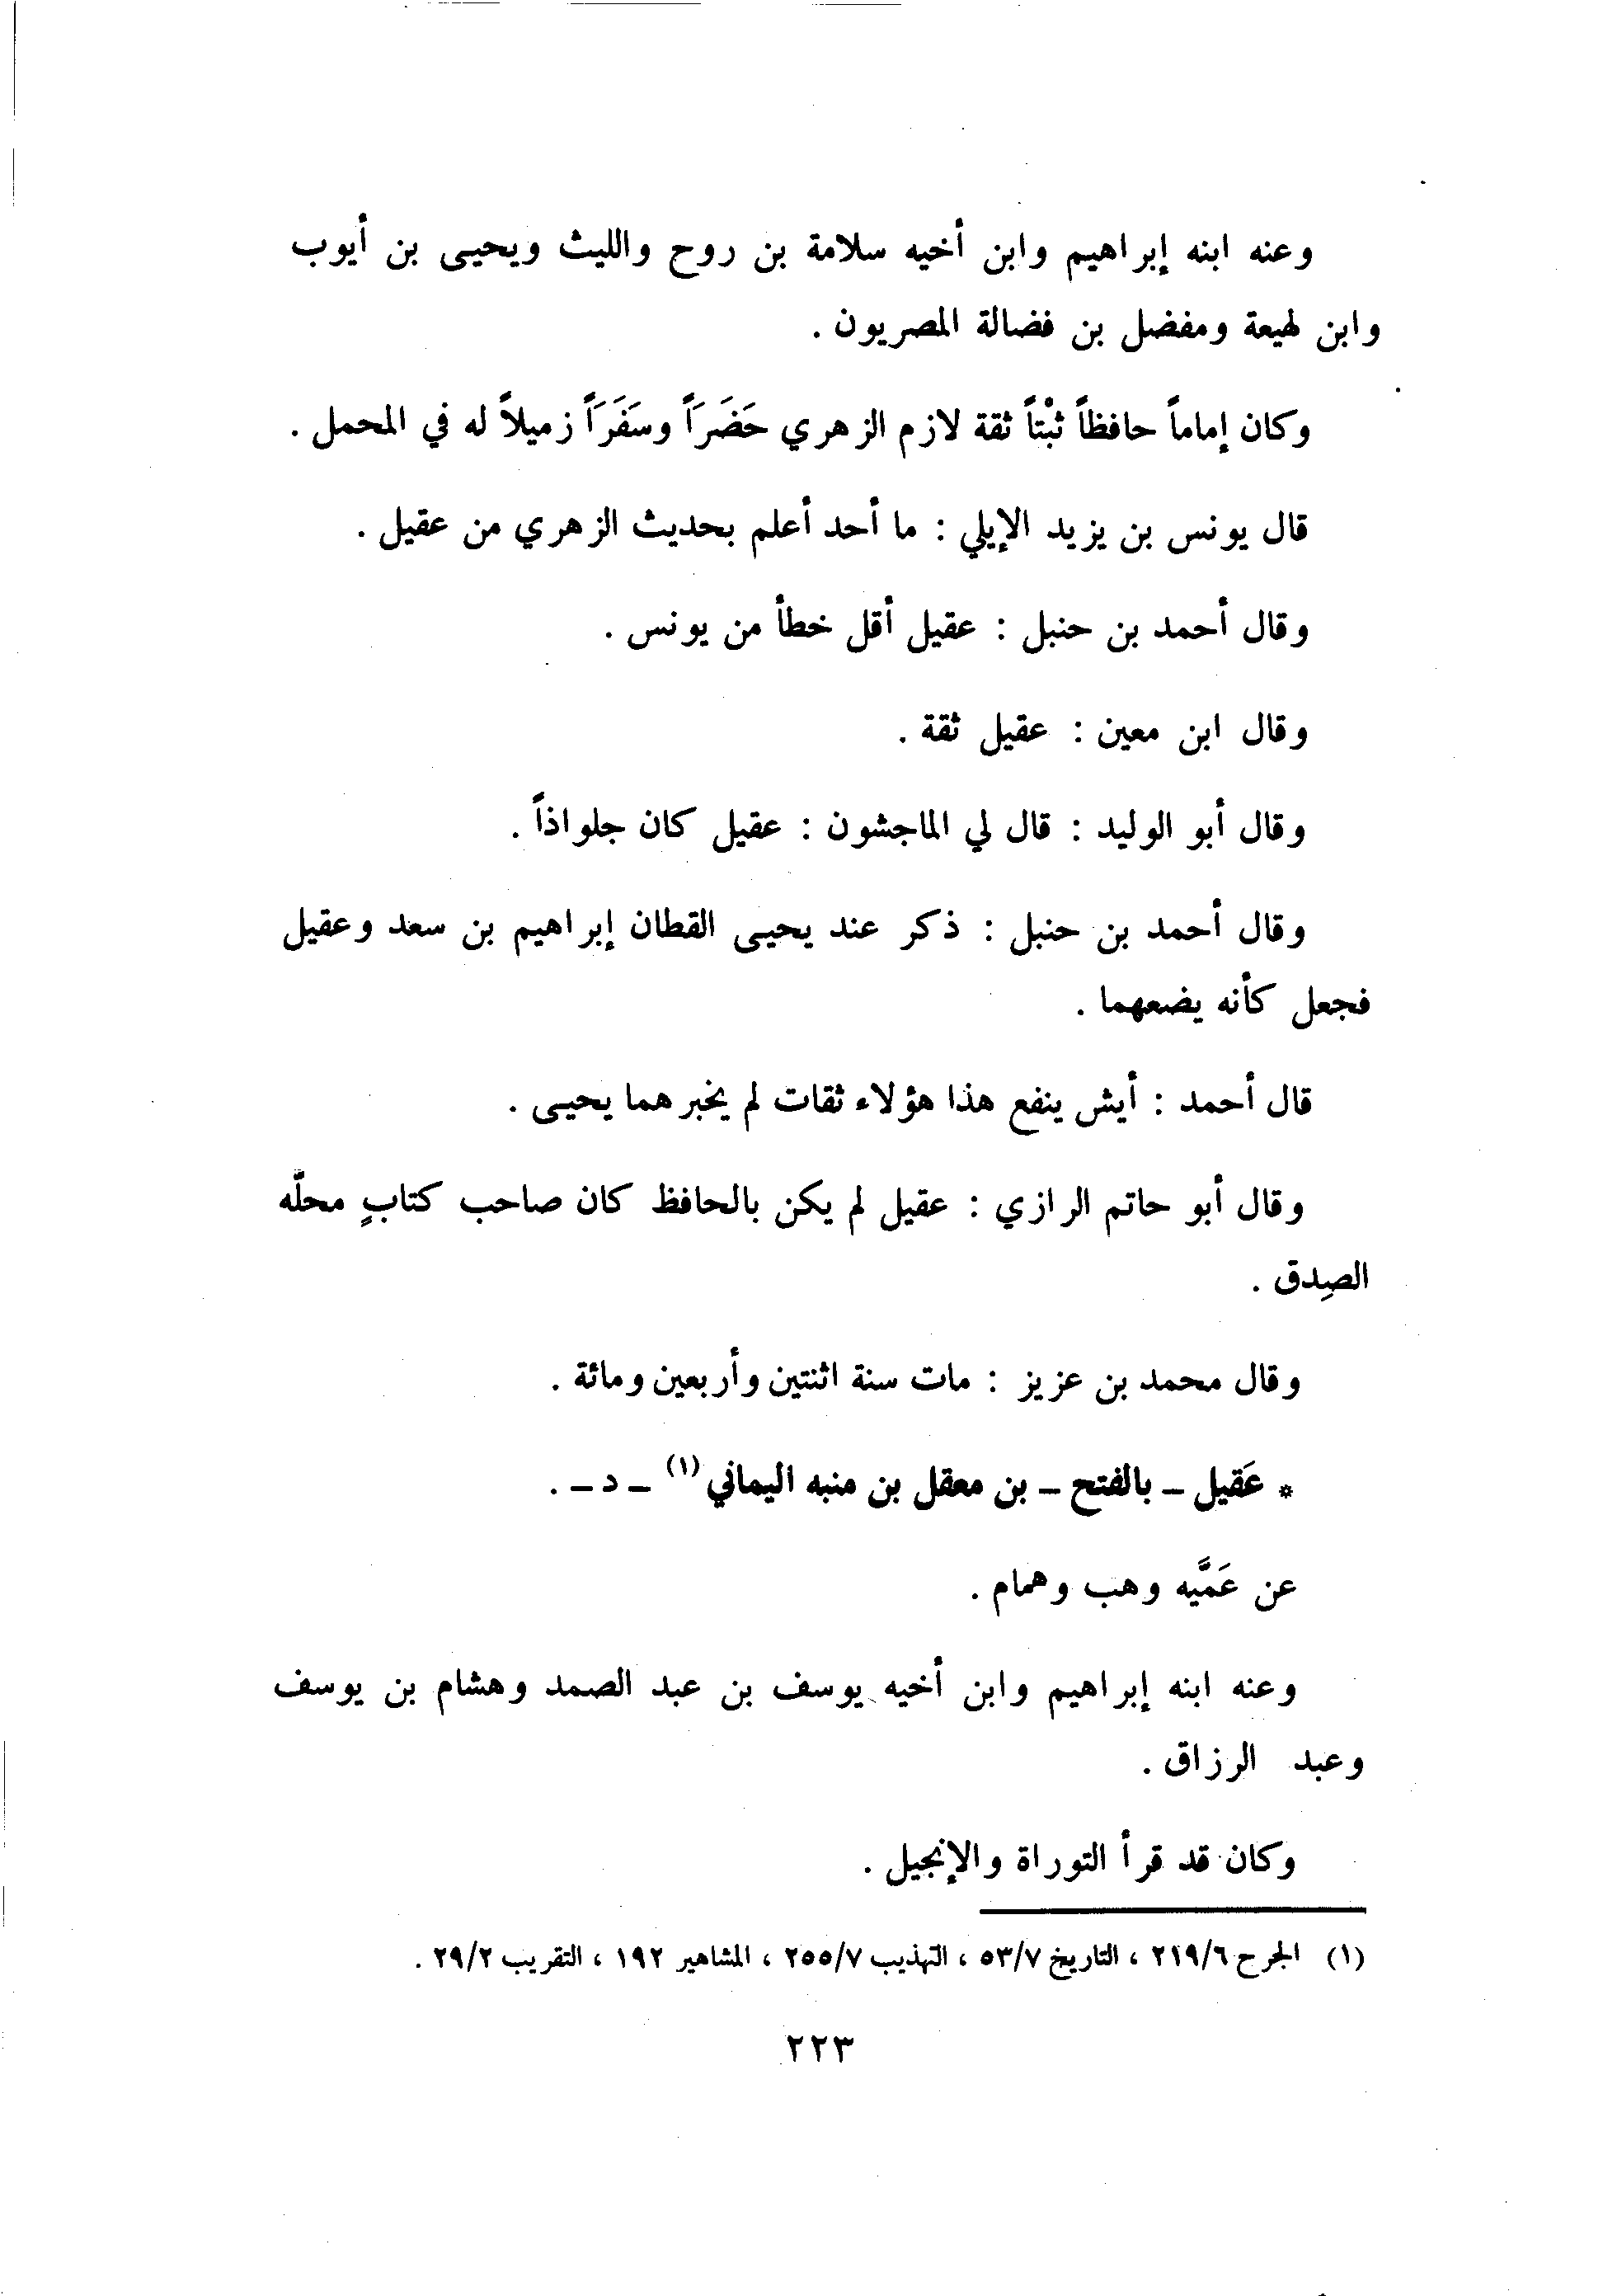 وعنه ابنه إبراهيم وابن أخيه سلامة بن روح والليث ويحيـى بن أيوب
وابن لهيعة ومفضل بن فضالة المصريون .
وكان إماماً حافظاً ثبْتاً ثقة لازم الزهري حَضَرَاً وسَفَرَاً زميلاً له في المحمل .
قال يونس بن يزيد الإيلي : ما أحد أعلم بحديث الزهري من عقيل .
وقال أحمد بن حنبل : عقيل أقل خطأ من يونس .
وقال ابن معين : عقيل ثقة .
وقال أبو الوليد : قال لي الماجشون : عقيل كان جلواذاً .
وقال أحمد بن حنبل : ذكر عند يحيـى القطان إبراهيم بن سعد وعقيل
فجعل كأنه يضعهما .
قال أحمد : أيش ينفع هذا هؤلاء ثقات لم يخبرهما يحيـى .
وقال أبو حاتم الرازي : عقيل لم يكن بالحافظ كان صاحب كتابٍ محلّه
الصِدق .
وقال محمد بن عزيز : مات سنة اثنتين وأربعين ومائة .
* عَقيل – بالفتح – بن معقل بن منبه اليماني (١) – د – .
عن عَمَّيه وهب وهمام .
وعنه ابنه إبراهيم وابن أخيه يوسف بن عبد الصمد وهشام بن يوسف
وعبد الرزاق .
وكان قد قرأ التوراة والإنجيل .
(١) الجرح ٢١٩/٦ ، التاريخ ٥٣/٧ ، التهذيب ٢٥٥/٧ ، المشاهير ١٩٢ ، التقريب ٢٩/٢ .
٢٢٣